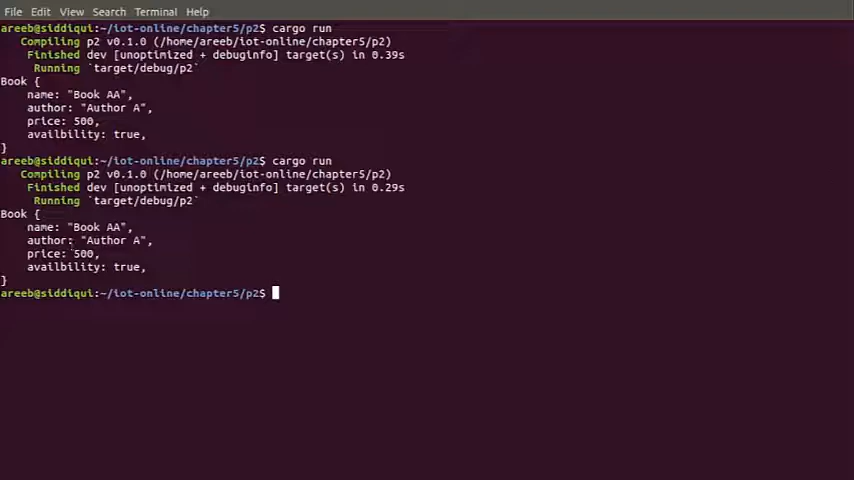 File Edit View Search Terminal Help
areeb@siddiqui:~/iot-online/chapter5/p2$ cargo run
Compiling p2 v0.1.0 (/home/areeb/iot-online/chapter5/p2)
Finished dev [unoptimized + debuginfo] target(s) in 0.39s
Running `target/debug/p2`
Book {
name: "Book AA",
author: "Author A",
price: 500,
availbility: true,
}
areeb@siddiqui:~/iot-online/chapter5/p2$ cargo run
Compiling p2 v0.1.0 (/home/areeb/iot-online/chapter5/p2)
Finished dev [unoptimized + debuginfo] target(s) in 0.29s
Running `target/debug/p2`
Book {
name: "Book AA",
author: "Author A",
price: 500,
availbility: true,
}
areeb@siddiqui:~/iot-online/chapter5/p2$